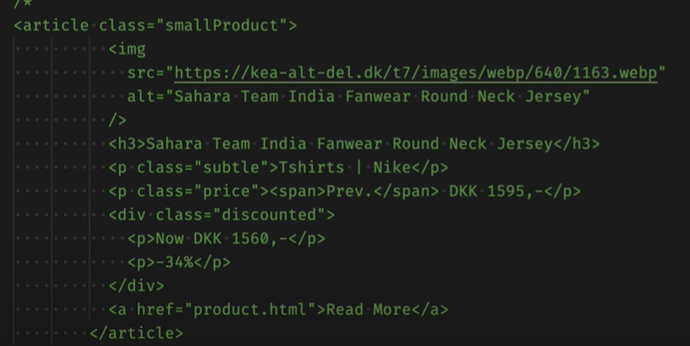 /*
<article class="smallProduct">
<img
src="https://kea-alt-del.dk/t7/images/webp/640/1163.webp"
alt="Sahara Team India Fanwear Round Neck Jersey"
/>
<h3>Sahara Team India Fanwear Round Neck Jersey</h3>
<p class="subtle">Tshirts | Nike</p>
<p class="price"><span>Prev.</span> DKK 1595,-</p>
<div class="discounted">
<p>Now DKK 1560,-</p>
<p>-34%</p>
</div>
<a href="product.html">Read More</a>
</article>